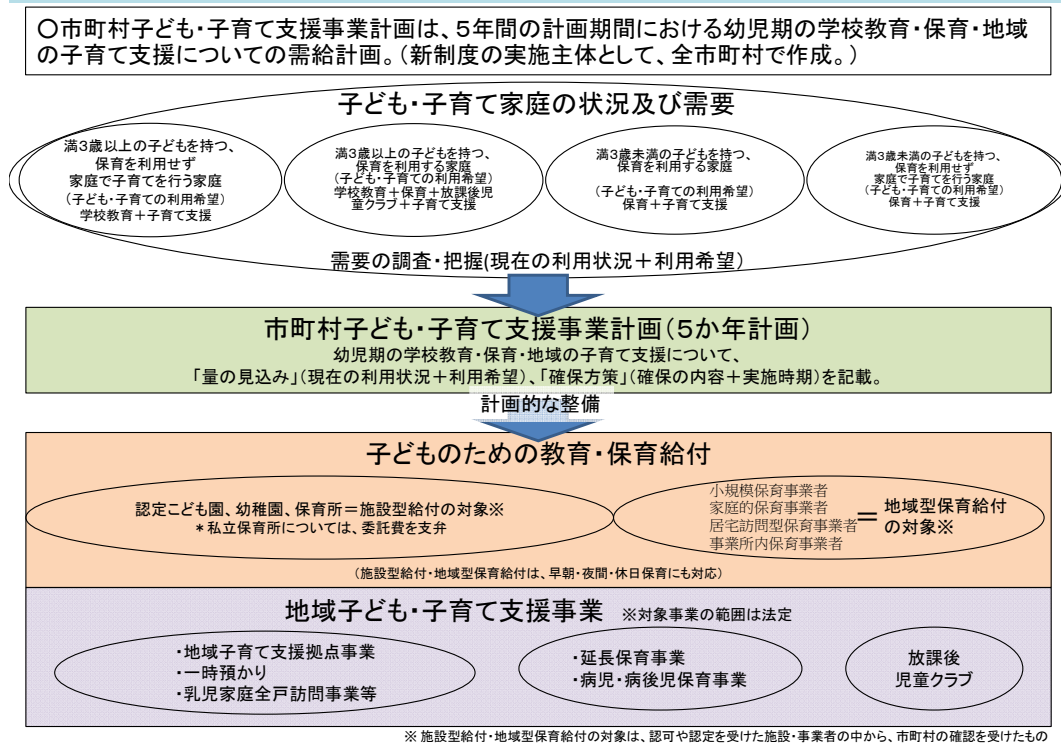 ○市町村子ども・子育て支援事業計画は、5年間の計画期間における幼児期の学校教育・保育・地域
の子育て支援についての需給計画。(新制度の実施主体として、全市町村で作成。)
子ども・子育て家庭の状況及び需要
満3歳以上の子どもを持つ、
保育を利用せず
家庭で子育てを行う家庭
(子ども・子育ての利用希望)
学校教育+子育て支援
満3歳以上の子どもを持つ、
保育を利用する家庭
(子ども・子育ての利用希望)
学校教育+保育+放課後児
童クラブ+子育て支援
満3歳未満の子どもを持つ、
保育を利用する家庭
(子ども・子育ての利用希望)
保育+子育て支援
満3歳未満の子どもを持つ、
保育を利用せず
家庭で子育てを行う家庭
(子ども・子育ての利用希望)
保育+子育て支援
需要の調査・把握(現在の利用状況+利用希望)
市町村子ども・子育て支援事業計画(5か年計画)
幼児期の学校教育・保育・地域の子育て支援について、
「量の見込み」(現在の利用状況+利用希望)、「確保方策」(確保の内容+実施時期)を記載。
計画的な整備
子どものための教育・保育給付
認定こども園、幼稚園、保育所=施設型給付の対象※
*私立保育所については、委託費を支弁
小規模保育事業者
家庭的保育事業者
居宅訪問型保育事業者
事業所内保育事業者
=
地域型保育給付
の対象※
(施設型給付・地域型保育給付は、早朝・夜間・休日保育にも対応)
地域子ども・子育て支援事業 ※対象事業の範囲は法定
・地域子育て支援拠点事業
・一時預かり
・乳児家庭全戸訪問事業等
・延長保育事業
・病児・病後児保育事業
放課後
児童クラブ
※ 施設型給付・地域型保育給付の対象は、認可や認定を受けた施設・事業者の中から、市町村の確認を受けたもの